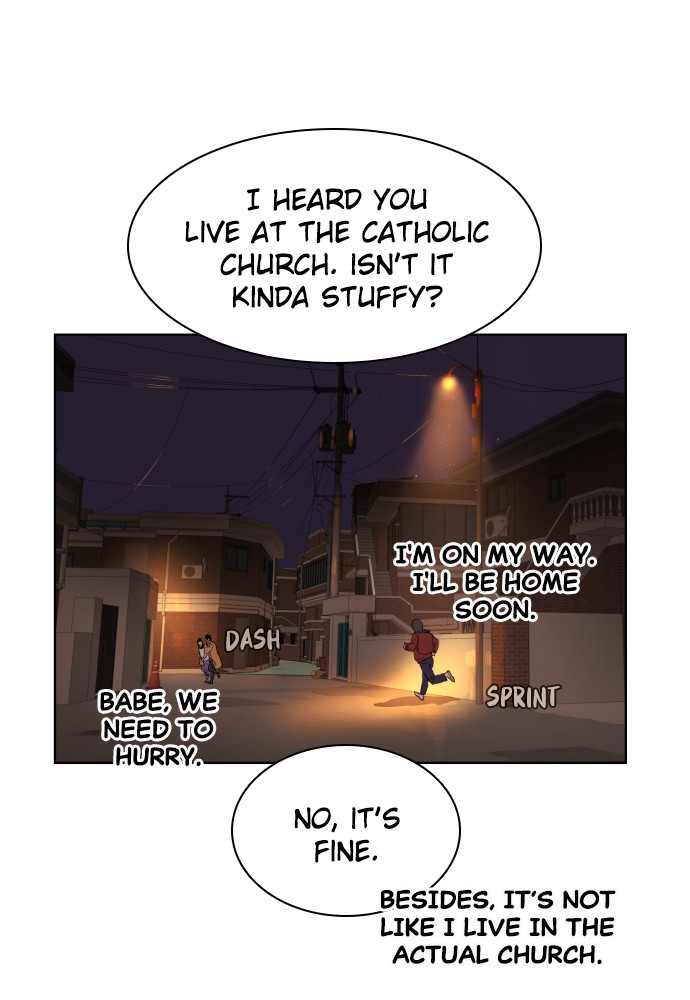 I HEARD YOU
LIVE AT THE CATHOLIC
CHURCH. ISN'T IT
KINDA STUFFY?
I'M ON MY WAY.
I'LL BE HOME
SOON.
DASH
SPRINT
BABE, WE
NEED TO
HURRY.
NO, IT'S
FINE.
BESIDES, IT'S NOT
LIKE I LIVE IN THE
ACTUAL CHURCH.